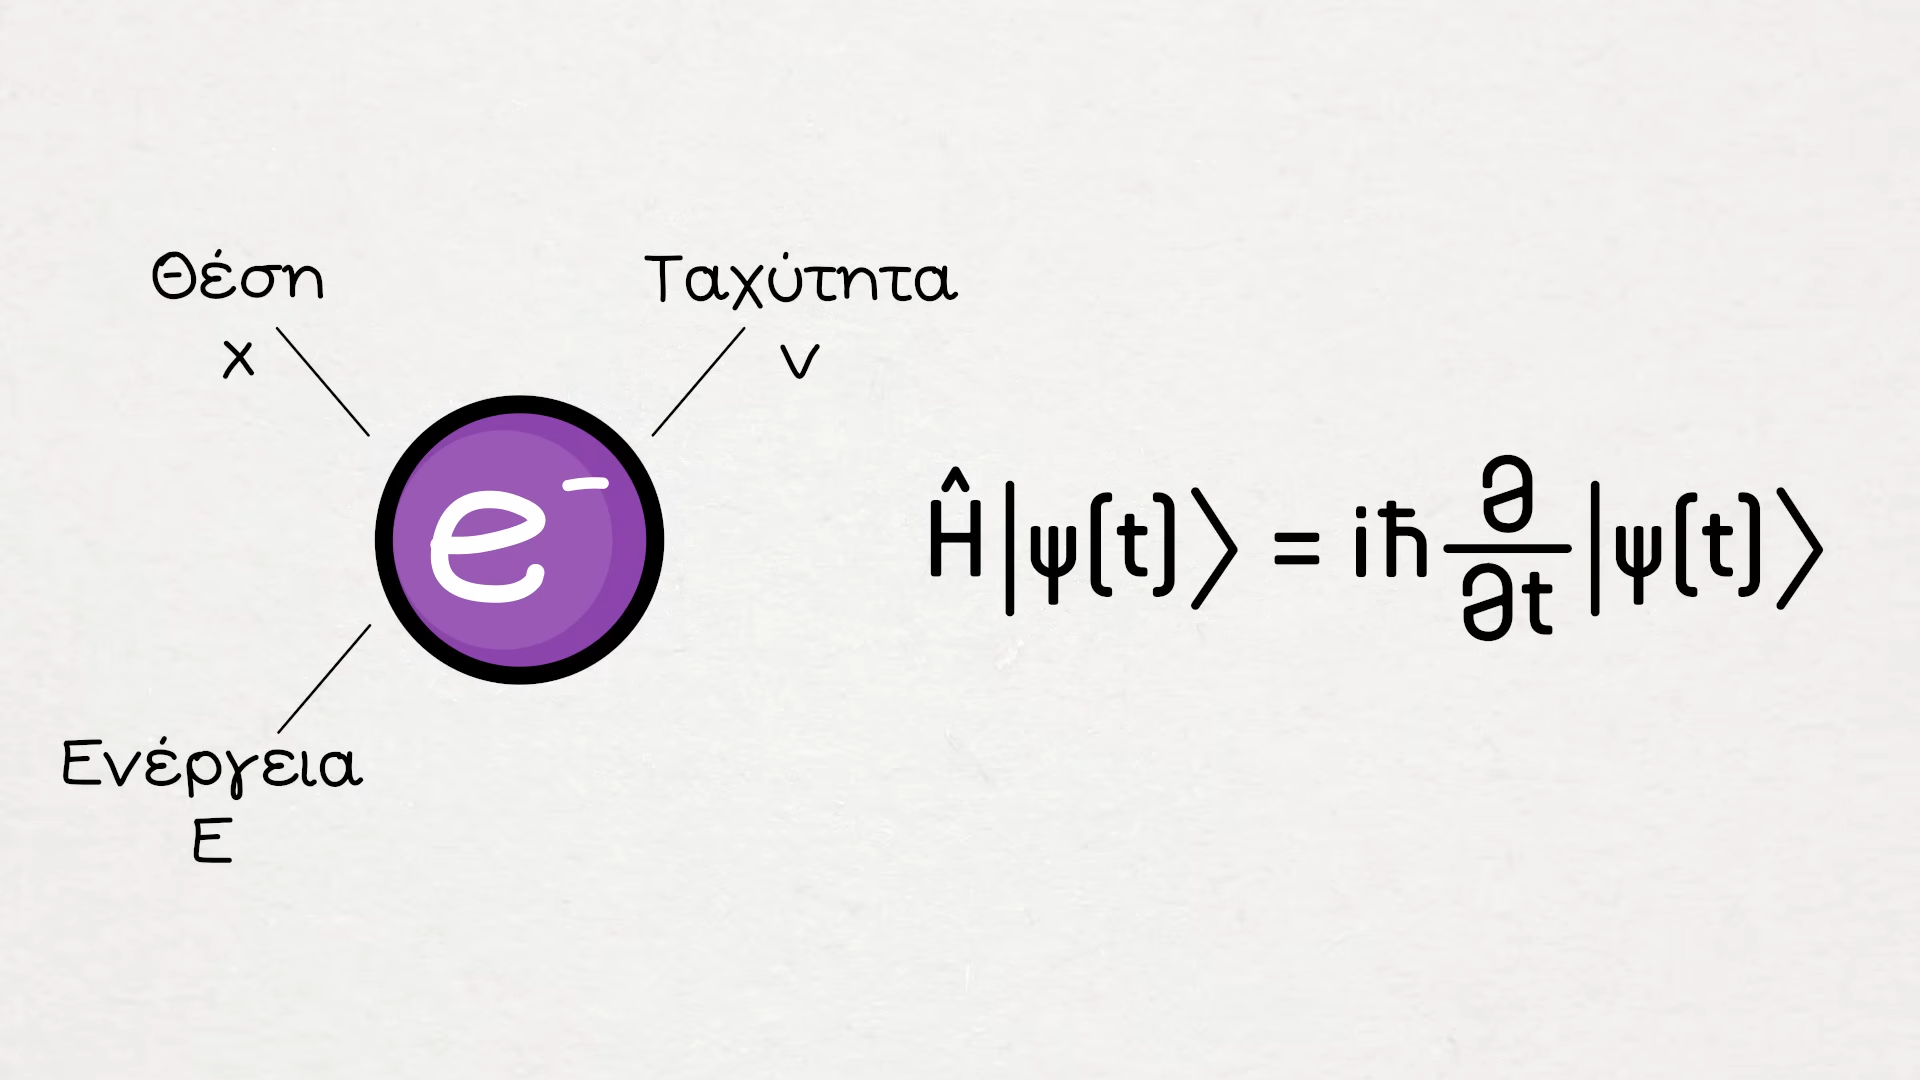 Θέση
x
Ταχύτητα
v
e⁻
Ĥ|ψ(t)⟩ = iħ ∂/∂t |ψ(t)⟩
Ενέργεια
E